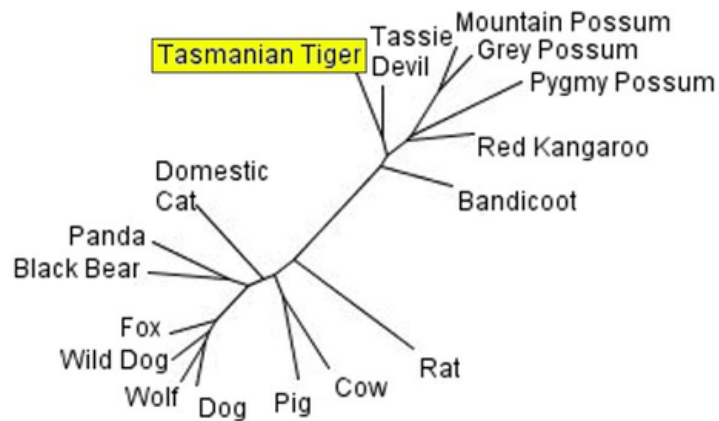 Tasmanian Tiger
Tassie
Devil
Mountain Possum
Grey Possum
Pygmy Possum
Red Kangaroo
Bandicoot
Domestic
Cat
Panda
Black Bear
Fox
Wild Dog
Wolf
Dog
Pig
Cow
Rat